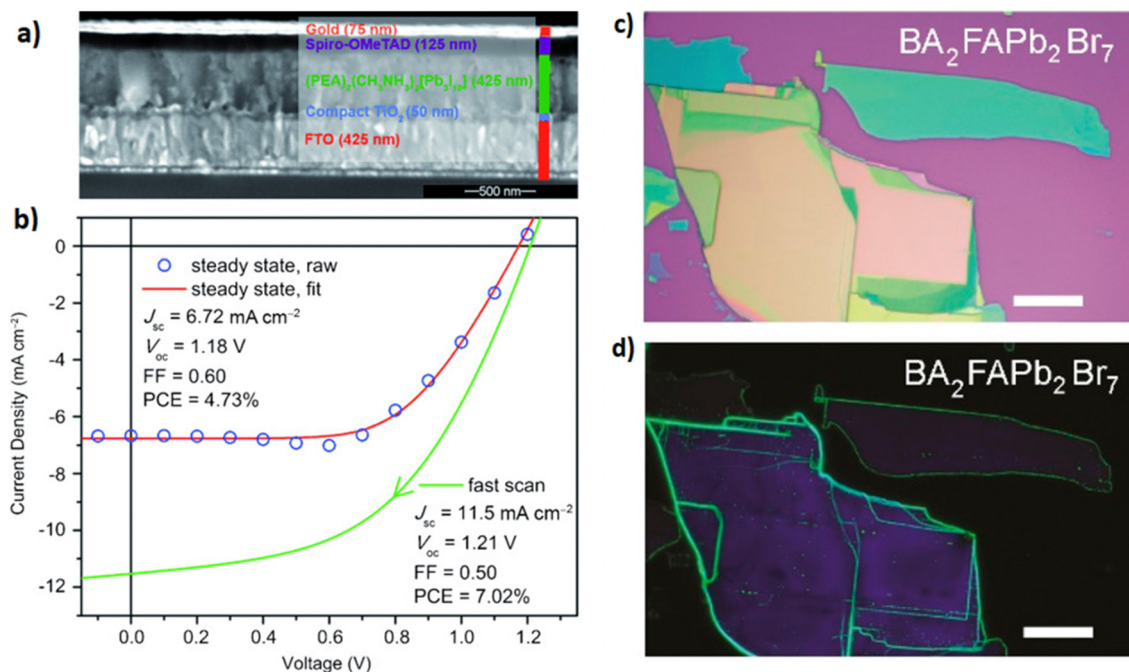 a)
Gold (75 nm)
Spiro-OMeTAD (125 nm)
(PEA)₂(CH₃NH₃)₂[Pb₃I₁₀] (425 nm)
Compact TiO₂ (50 nm)
FTO (425 nm)
500 nm
b)
Current Density (mA cm⁻²)
0
-2
-4
-6
-8
-10
-12
steady state, raw
steady state, fit
Jsc = 6.72 mA cm⁻²
Voc = 1.18 V
FF = 0.60
PCE = 4.73%
fast scan
Jsc = 11.5 mA cm⁻²
Voc = 1.21 V
FF = 0.50
PCE = 7.02%
0.0 0.2 0.4 0.6 0.8 1.0 1.2
Voltage (V)
c)
BA₂FAPb₂Br₇
d)
BA₂FAPb₂Br₇